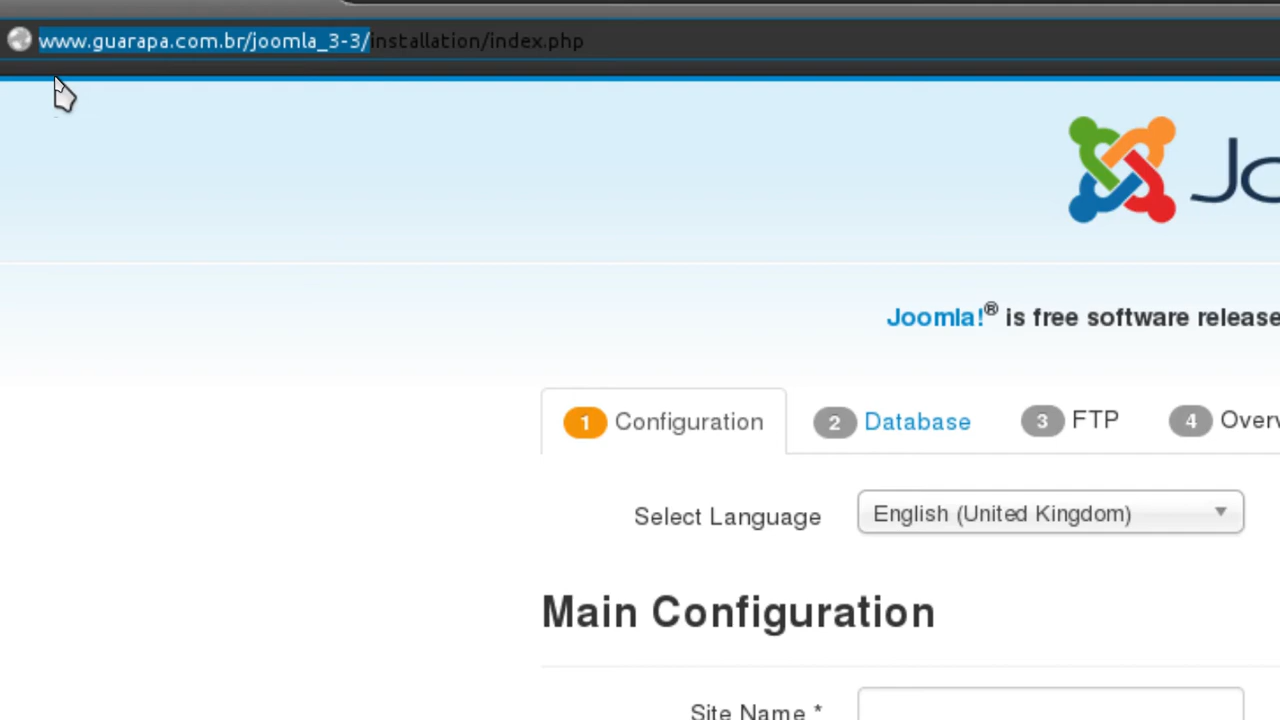 www.guarapa.com.br/joomla_3-3/installation/index.php
Joomla!® is free software release
1 Configuration 2 Database 3 FTP 4 Overv
Select Language English (United Kingdom)
Main Configuration
Site Name *